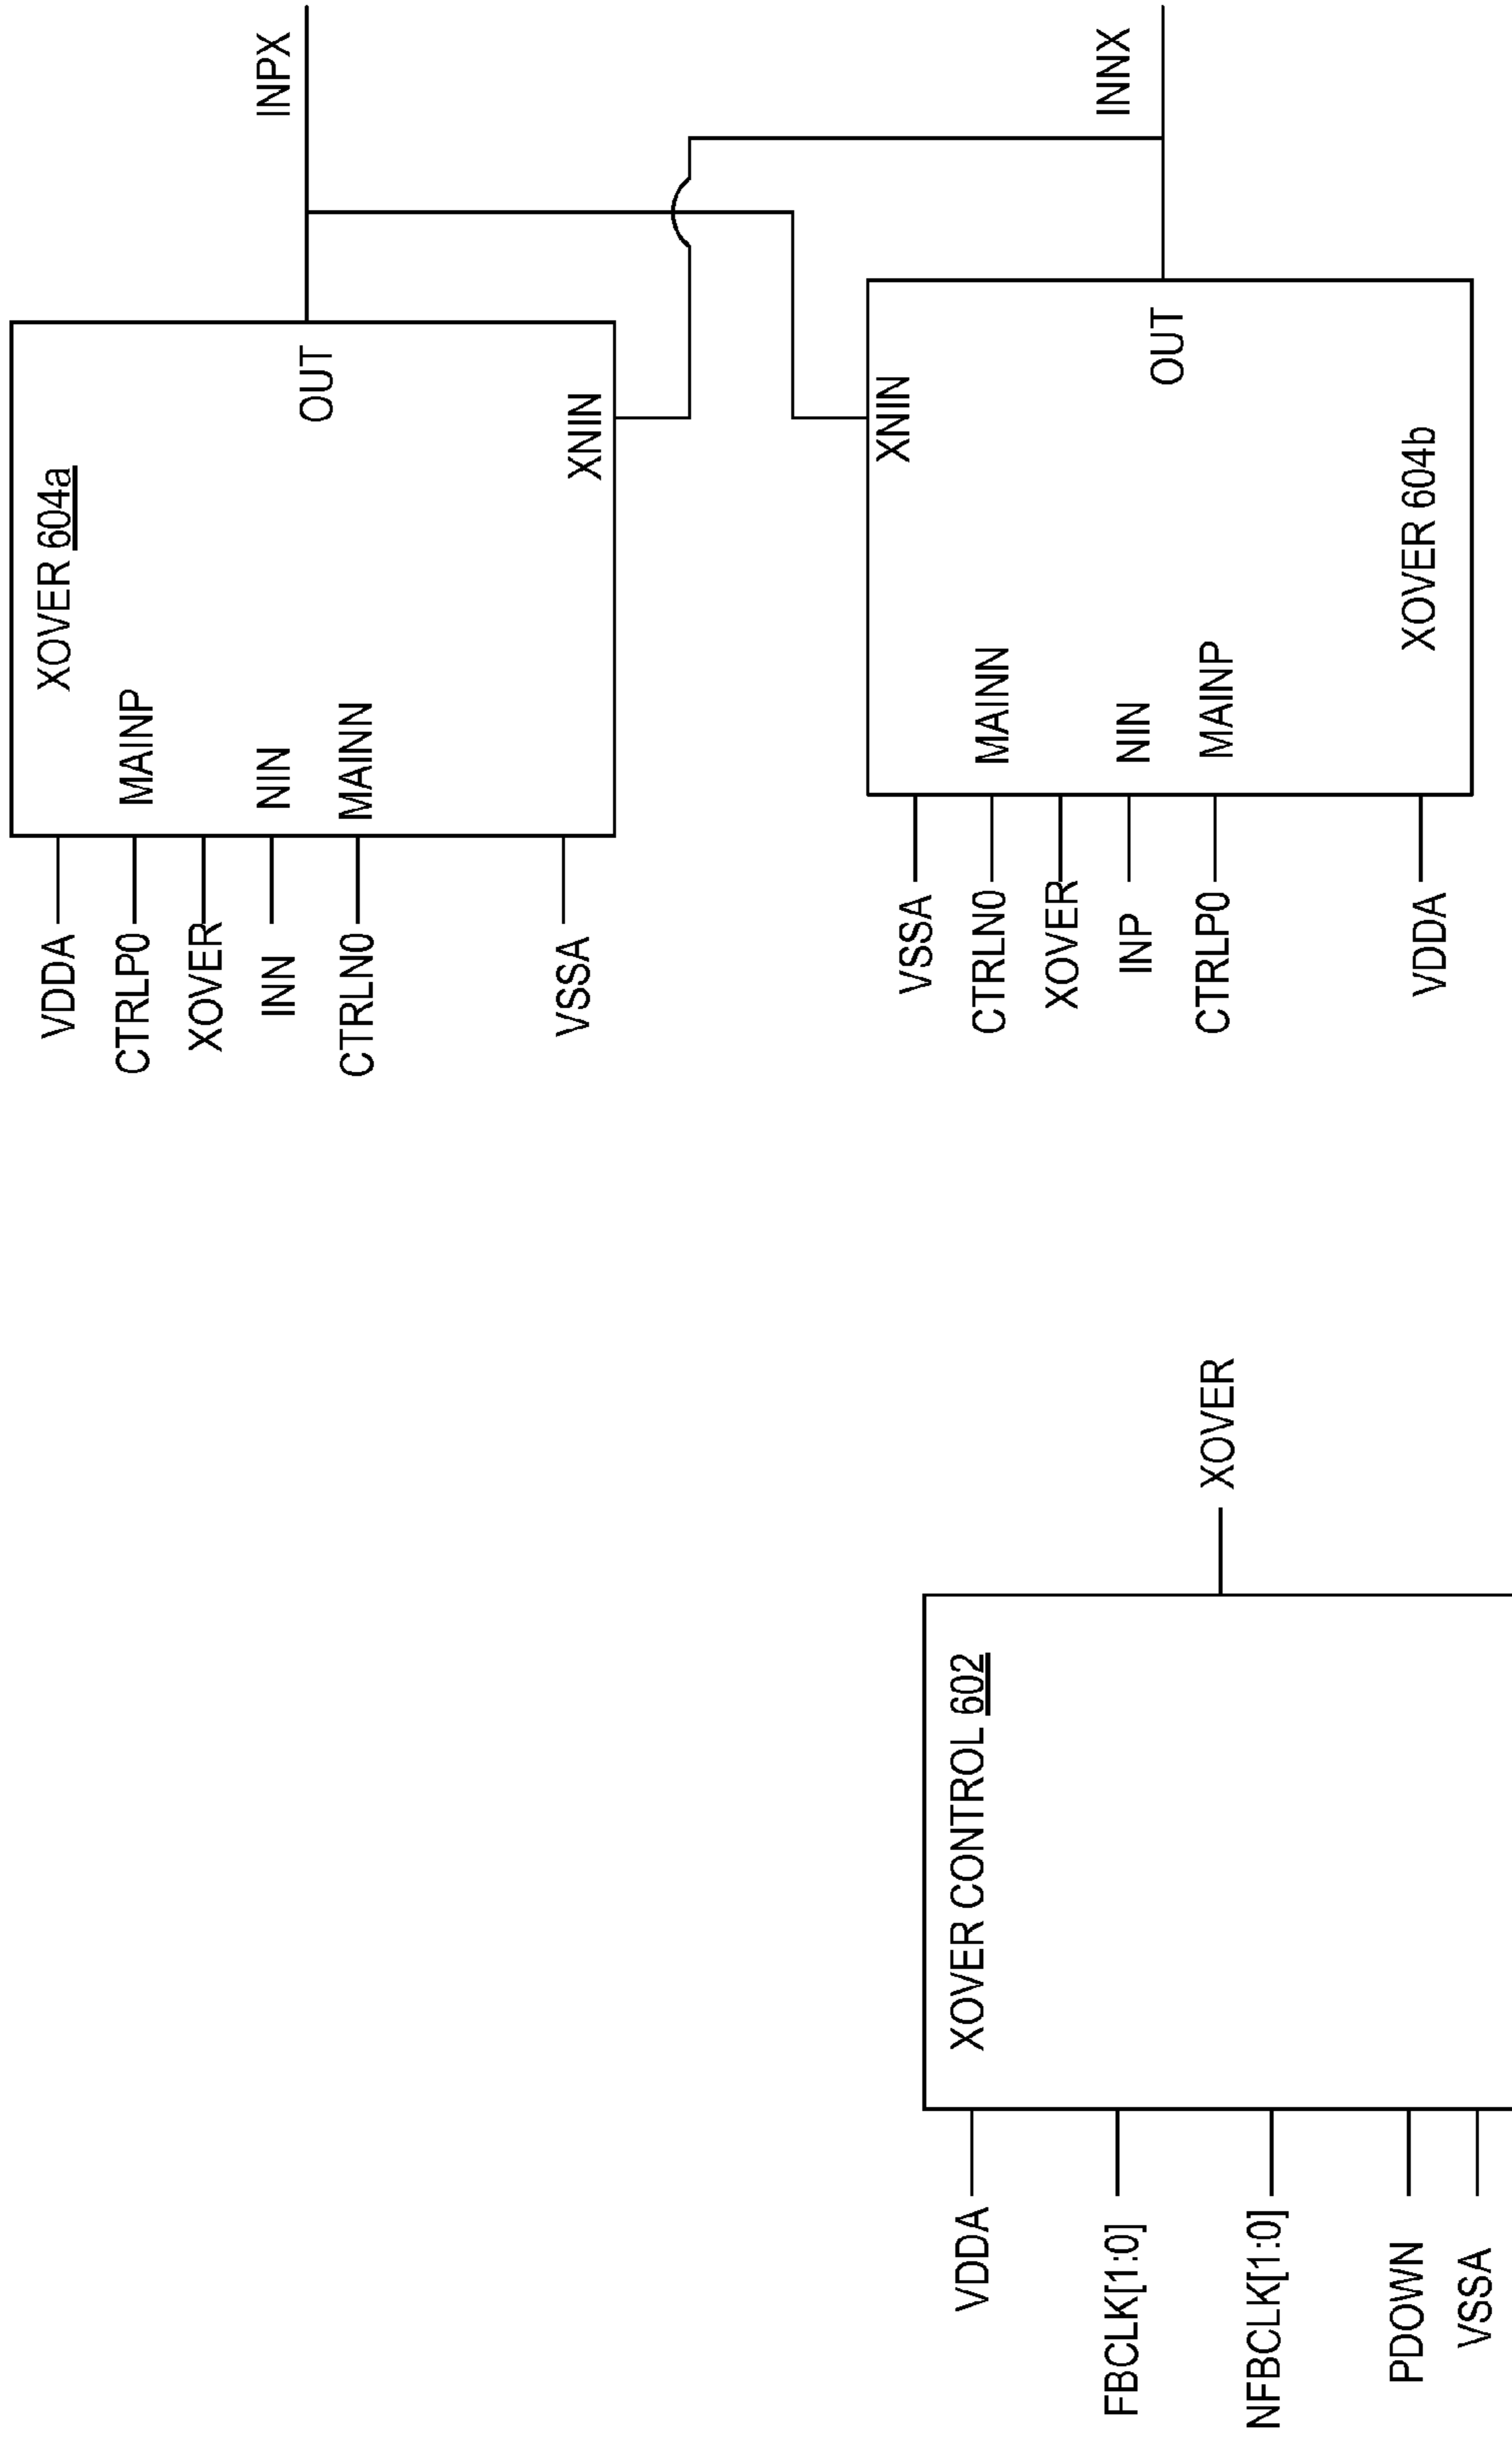 XOVER CONTROL 602
VDDA
FBCLK[1:0]
NFBCLK[1:0]
PDOWN
VSSA
XOVER
XOVER 604a
VDDA
CTRLP0
MAINP
XOVER
INN
NIN
CTRLN0
MAINN
VSSA
OUT
XNIN
INPX
VSSA
CTRLN0
MAINN
XOVER
INP
NIN
CTRLP0
MAINP
VDDA
XNIN
OUT
XOVER 604b
INNX